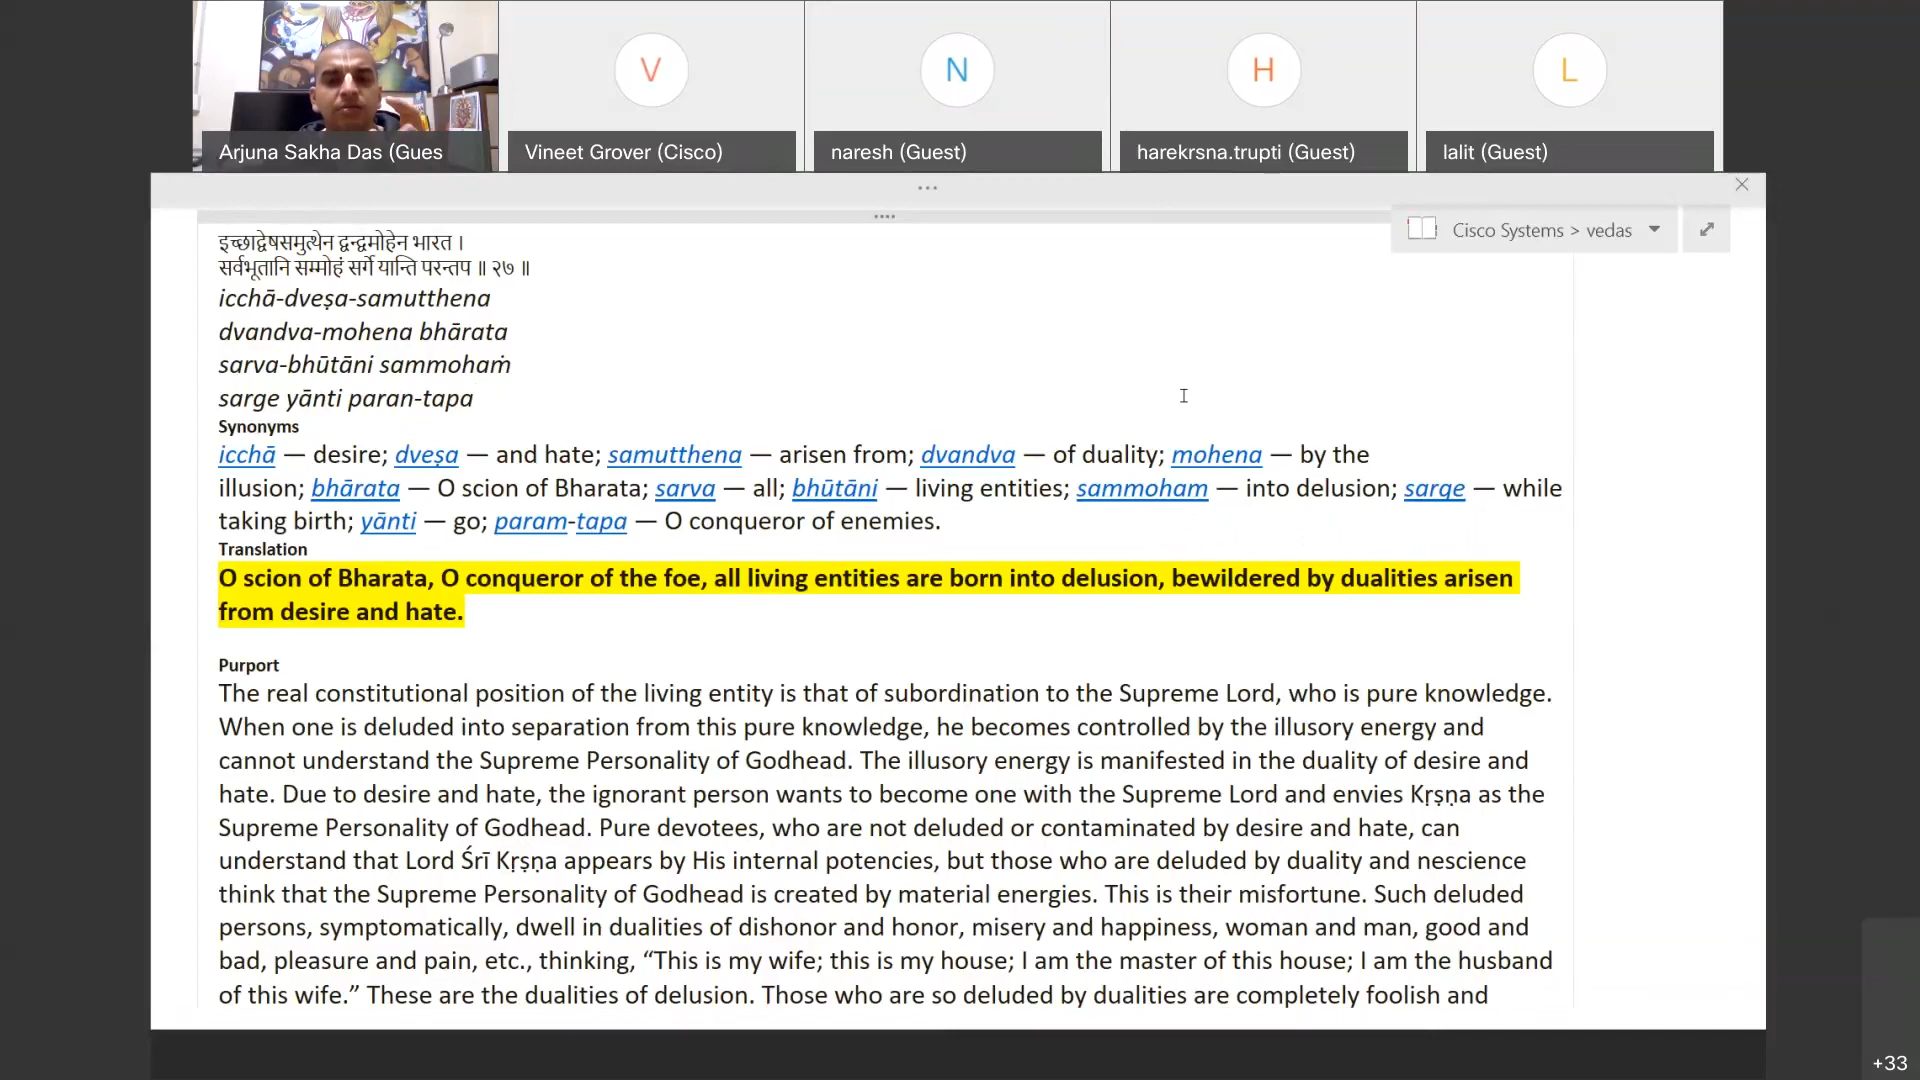 V
N
H
L
Arjuna Sakha Das (Gues
Vineet Grover (Cisco)
naresh (Guest)
harekrsna.trupti (Guest)
lalit (Guest)
Cisco Systems > vedas
इच्छाद्वेषसमुत्थेन द्वन्द्वमोहेन भारत ।
सर्वभूतानि सम्मोहं सर्गे यान्ति परन्तप ॥ २७ ॥
icchā-dveṣa-samutthena
dvandva-mohena bhārata
sarva-bhūtāni sammohaṁ
sarge yānti paran-tapa
Synonyms
icchā — desire; dveṣa — and hate; samutthena — arisen from; dvandva — of duality; mohena — by the
illusion; bhārata — O scion of Bharata; sarva — all; bhūtāni — living entities; sammoham — into delusion; sarge — while
taking birth; yānti — go; param-tapa — O conqueror of enemies.
Translation
O scion of Bharata, O conqueror of the foe, all living entities are born into delusion, bewildered by dualities arisen
from desire and hate.
Purport
The real constitutional position of the living entity is that of subordination to the Supreme Lord, who is pure knowledge.
When one is deluded into separation from this pure knowledge, he becomes controlled by the illusory energy and
cannot understand the Supreme Personality of Godhead. The illusory energy is manifested in the duality of desire and
hate. Due to desire and hate, the ignorant person wants to become one with the Supreme Lord and envies Kṛṣṇa as the
Supreme Personality of Godhead. Pure devotees, who are not deluded or contaminated by desire and hate, can
understand that Lord Śrī Kṛṣṇa appears by His internal potencies, but those who are deluded by duality and nescience
think that the Supreme Personality of Godhead is created by material energies. This is their misfortune. Such deluded
persons, symptomatically, dwell in dualities of dishonor and honor, misery and happiness, woman and man, good and
bad, pleasure and pain, etc., thinking, “This is my wife; this is my house; I am the master of this house; I am the husband
of this wife.” These are the dualities of delusion. Those who are so deluded by dualities are completely foolish and
+33